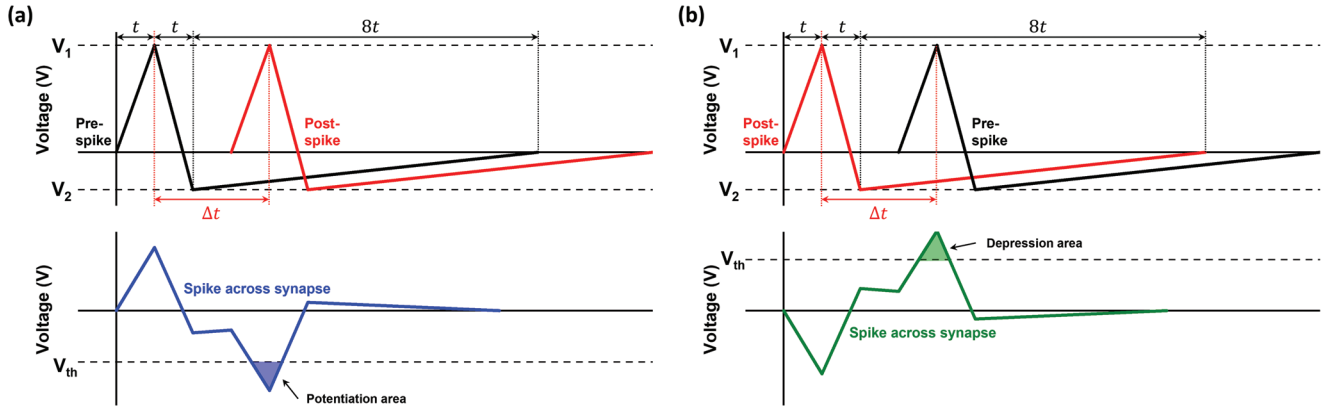 (a)
t
t
8t
V1
Voltage (V)
Pre-
spike
Post-
spike
V2
Δt
Voltage (V)
Spike across synapse
Vth
Potentiation area
(b)
t
t
8t
V1
Voltage (V)
Post-
spike
Pre-
spike
V2
Δt
Voltage (V)
Vth
Depression area
Spike across synapse